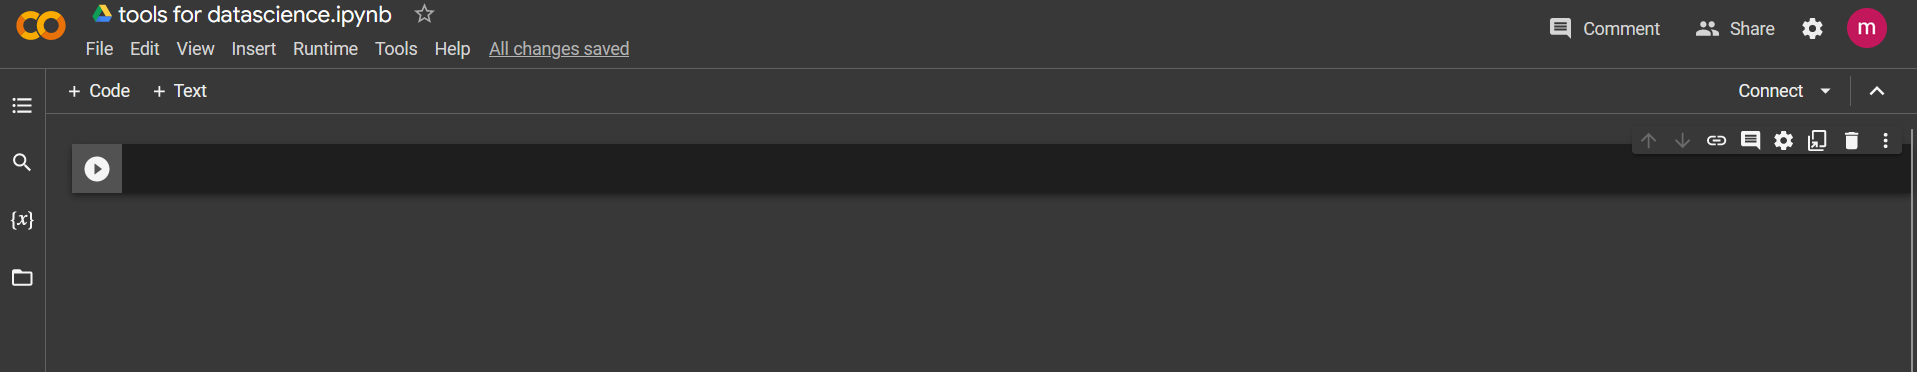 tools for datascience.ipynb
File Edit View Insert Runtime Tools Help All changes saved
Comment Share m
+ Code + Text Connect
{x}